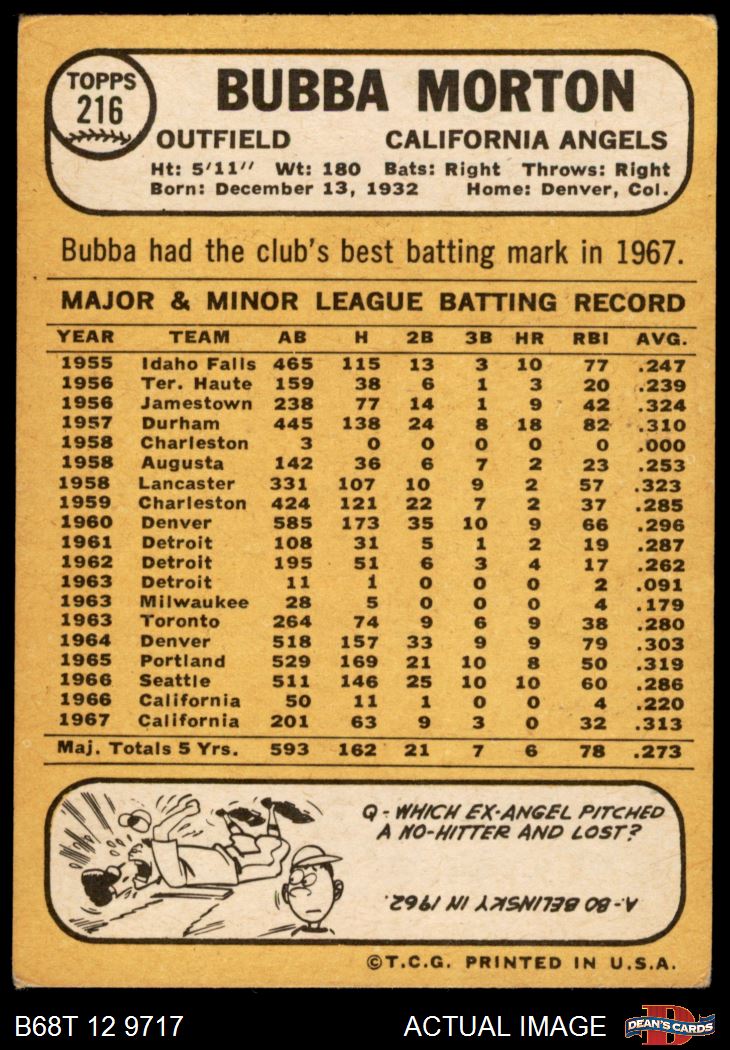 TOPPS
216
BUBBA MORTON
OUTFIELD CALIFORNIA ANGELS
Ht: 5'11" Wt: 180 Bats: Right Throws: Right
Born: December 13, 1932 Home: Denver, Col.
Bubba had the club's best batting mark in 1967.
MAJOR & MINOR LEAGUE BATTING RECORD
YEAR TEAM AB H 2B 3B HR RBI AVG.
1955 Idaho Falls 465 115 13 3 10 77 .247
1956 Ter. Haute 159 38 6 1 3 20 .239
1956 Jamestown 238 77 14 1 9 42 .324
1957 Durham 445 138 24 8 18 82 .310
1958 Charleston 3 0 0 0 0 0 .000
1958 Augusta 142 36 6 7 2 23 .253
1958 Lancaster 331 107 10 9 2 57 .323
1959 Charleston 424 121 22 7 2 37 .285
1960 Denver 585 173 35 10 9 66 .296
1961 Detroit 108 31 5 1 2 19 .287
1962 Detroit 195 51 6 3 4 17 .262
1963 Detroit 11 1 0 0 0 2 .091
1963 Milwaukee 28 5 0 0 0 4 .179
1963 Toronto 264 74 9 6 9 38 .280
1964 Denver 518 157 33 9 9 79 .303
1965 Portland 529 169 21 10 8 50 .319
1966 Seattle 511 146 25 10 10 60 .286
1966 California 50 11 1 0 0 4 .220
1967 California 201 63 9 3 0 32 .313
Maj. Totals 5 Yrs. 593 162 21 7 6 78 .273
Q - WHICH EX-ANGEL PITCHED
A NO-HITTER AND LOST?
A - BO BELINSKY IN 1962.
©T.C.G. PRINTED IN U.S.A.
B68T 12 9717 ACTUAL IMAGE D DEAN'S CARDS